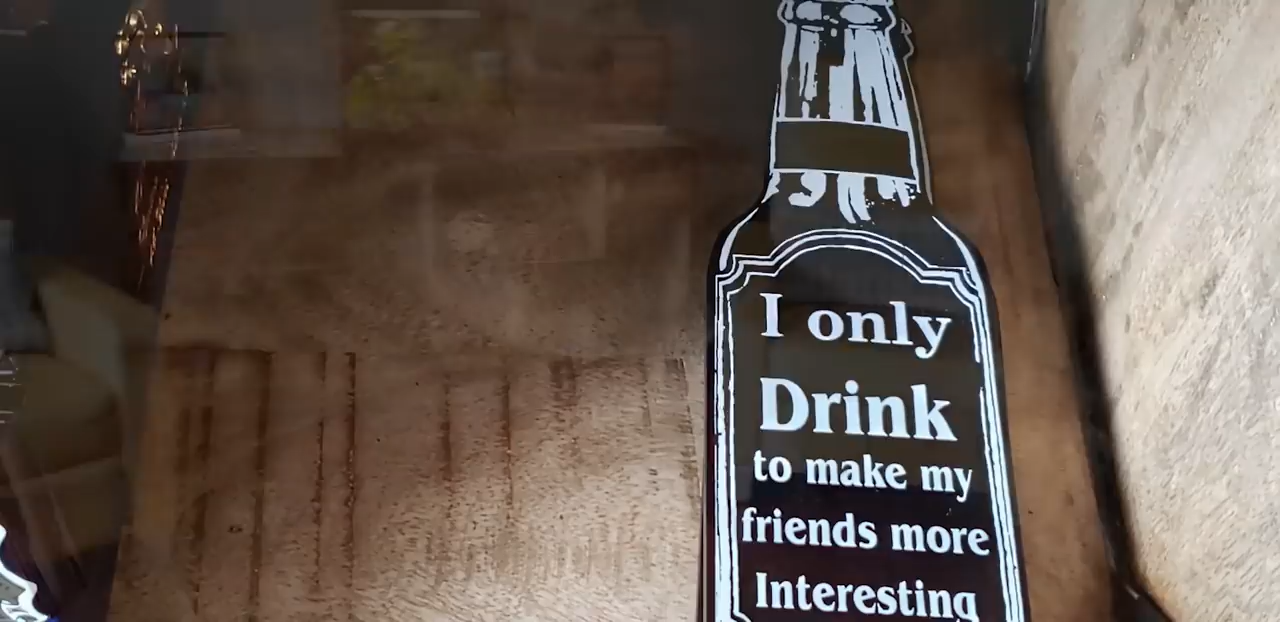 I only
Drink
to make my
friends more
Interesting